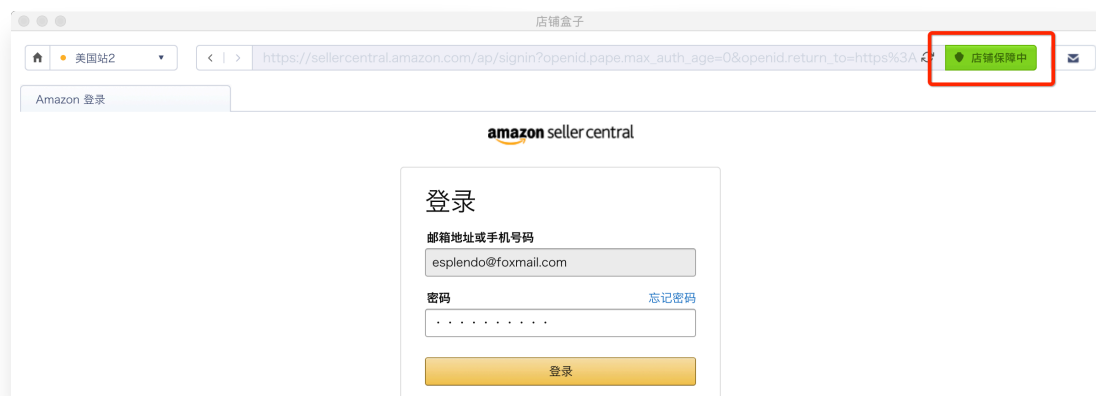 店铺盒子
美国站2
https://sellercentral.amazon.com/ap/signin?openid.pape.max_auth_age=0&openid.return_to=https%3A
店铺保障中
Amazon 登录
amazon seller central
登录
邮箱地址或手机号码
esplendo@foxmail.com
密码
忘记密码
登录